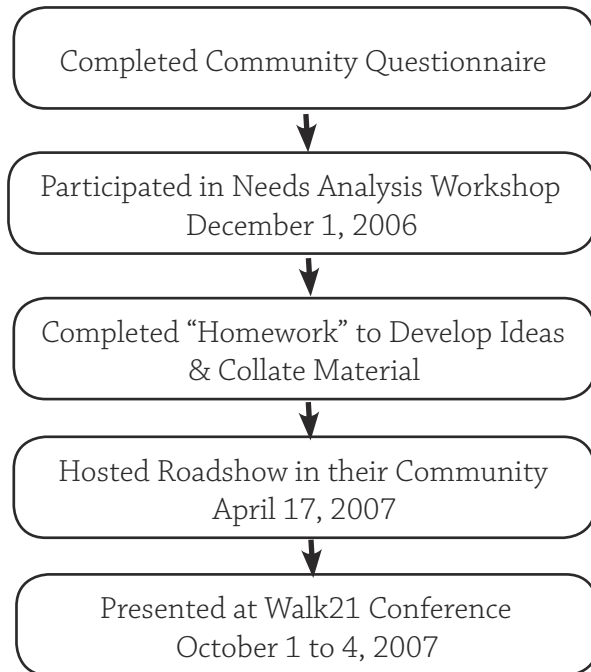 Completed Community Questionnaire
Participated in Needs Analysis Workshop
December 1, 2006
Completed “Homework” to Develop Ideas
& Collate Material
Hosted Roadshow in their Community
April 17, 2007
Presented at Walk21 Conference
October 1 to 4, 2007